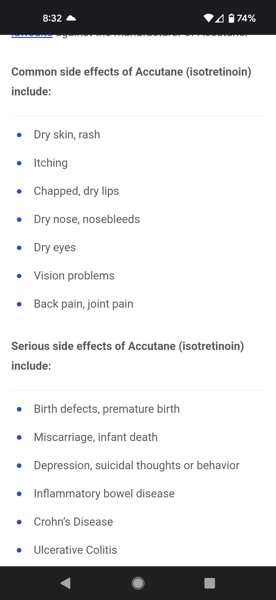 8:32
74%
against the manufacturer of Accutane.
Common side effects of Accutane (isotretinoin)
include:
Dry skin, rash
Itching
Chapped, dry lips
Dry nose, nosebleeds
Dry eyes
Vision problems
Back pain, joint pain
Serious side effects of Accutane (isotretinoin)
include:
Birth defects, premature birth
Miscarriage, infant death
Depression, suicidal thoughts or behavior
Inflammatory bowel disease
Crohn’s Disease
Ulcerative Colitis